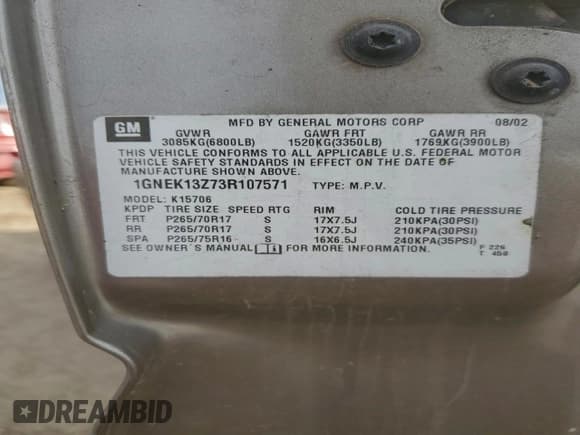 GM
MFD BY GENERAL MOTORS CORP 08/02
GVWR GAWR FRT GAWR RR
3085KG(6800LB) 1520KG(3350LB) 1769KG(3900LB)
THIS VEHICLE CONFORMS TO ALL APPLICABLE U.S. FEDERAL MOTOR
VEHICLE SAFETY STANDARDS IN EFFECT ON THE DATE OF
MANUFACTURE SHOWN ABOVE.
1GNEK13Z73R107571 TYPE: M.P.V.
MODEL: K15706
KPDP TIRE SIZE SPEED RTG RIM COLD TIRE PRESSURE
FRT P265/70R17 S 17X7.5J 210KPA(30PSI)
RR P265/70R17 S 17X7.5J 210KPA(30PSI)
SPA P265/75R16 S 16X6.5J 240KPA(35PSI)
SEE OWNER'S MANUAL FOR MORE INFORMATION.
P 226
T 450
DREAMBID